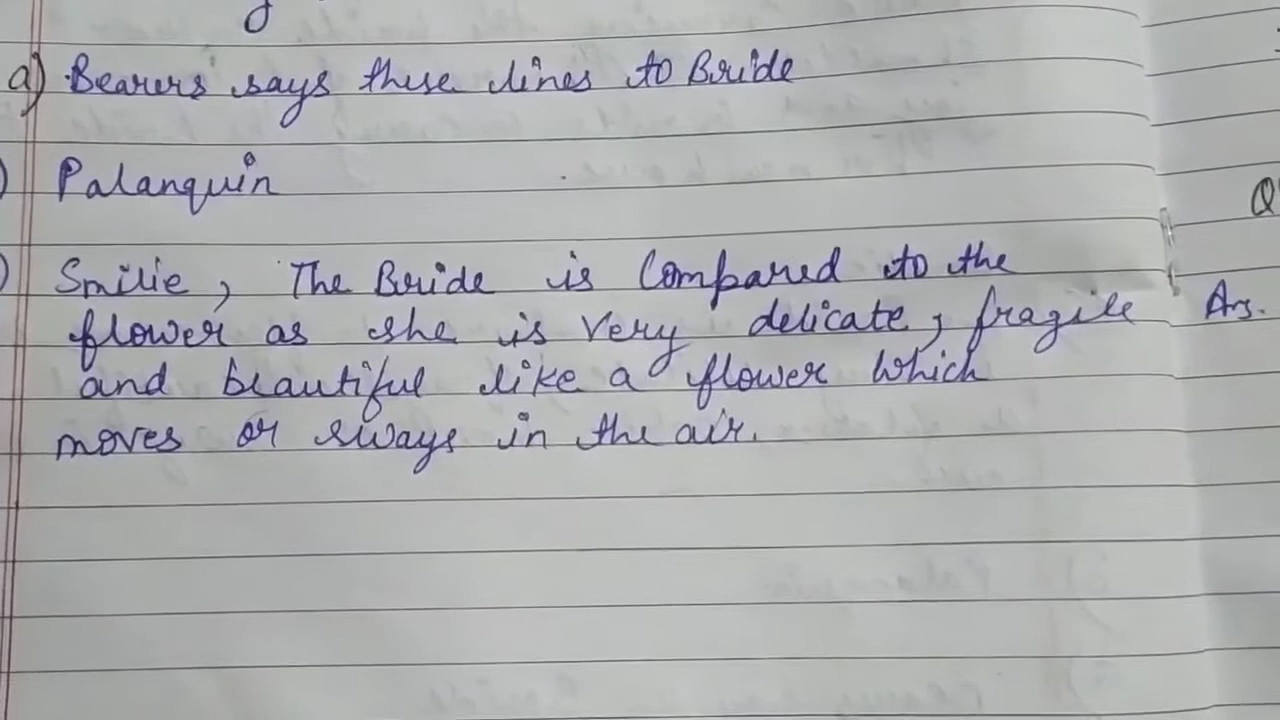 a) Bearers says these lines to Bride
) Palanquin
) Smilie, The Bride is Compared to the
flower as she is very delicate, fragile
and beautiful like a flower which
moves or sways in the air.
Q
Ans.